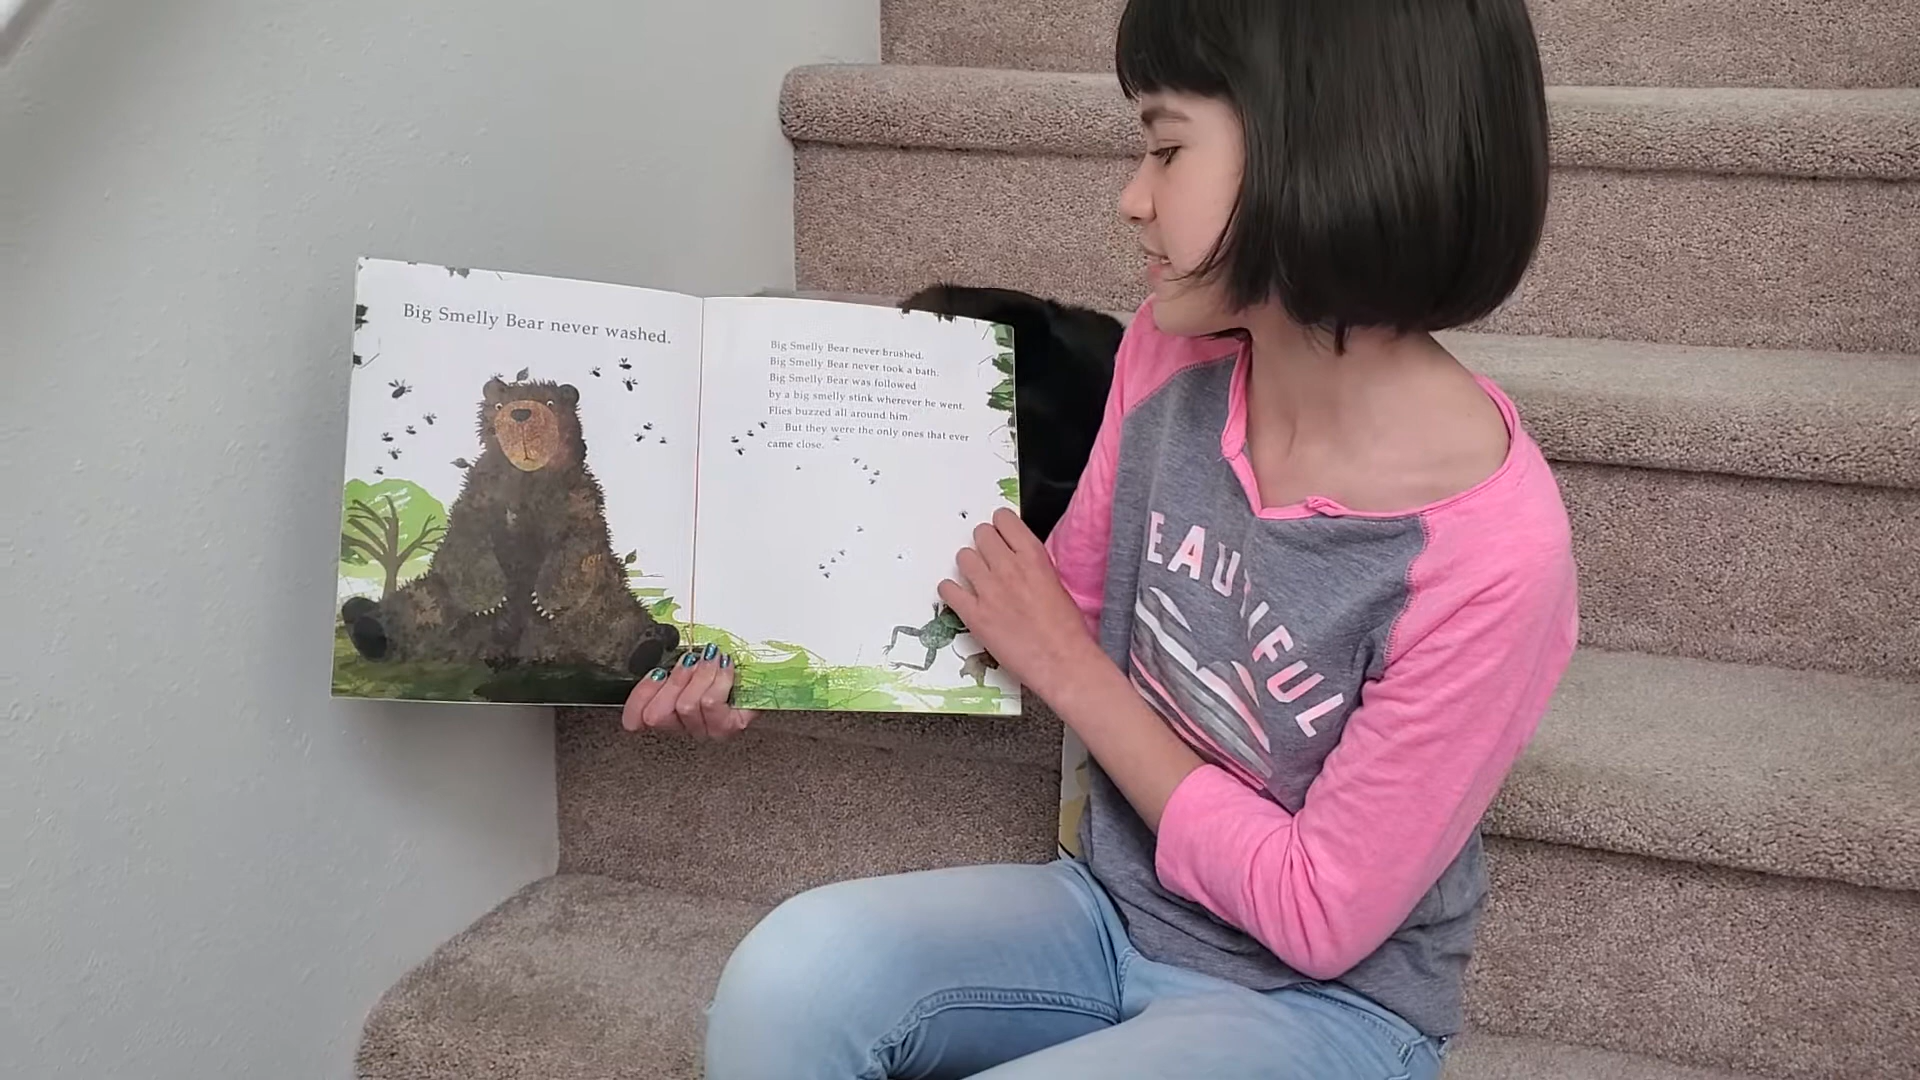 Big Smelly Bear never washed.
Big Smelly Bear never brushed.
Big Smelly Bear never took a bath.
Big Smelly Bear was followed
by a big smelly stink wherever he went.
Flies buzzed all around him.
But they were the only ones that ever
came close.
EAUTIFUL